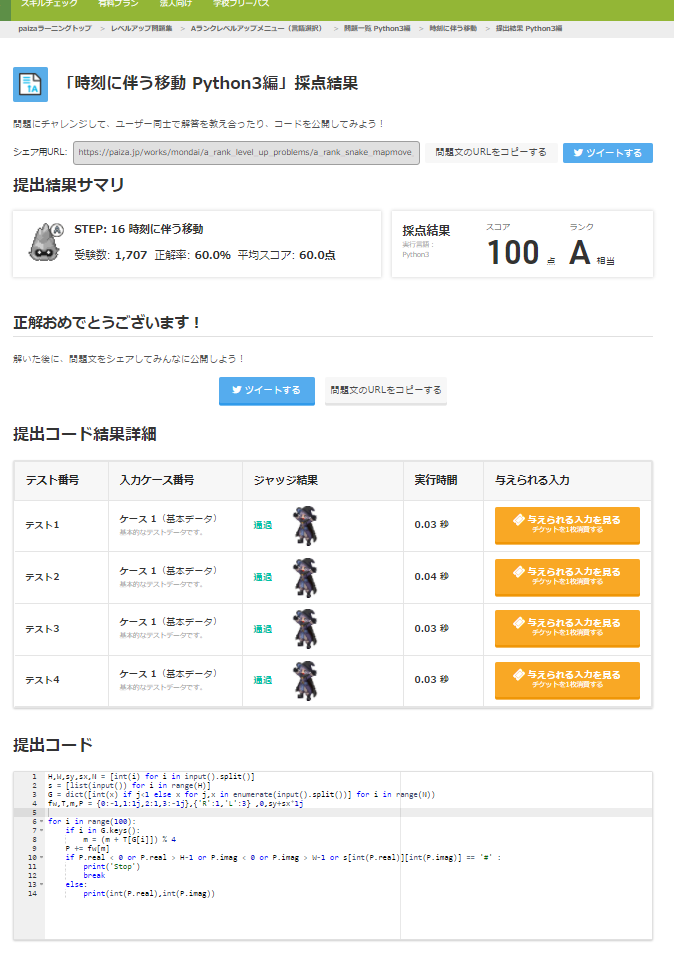 スキルチェック 有料プラン 法人向け 学校フリーパス
paizaラーニングトップ > レベルアップ問題集 > Aランクレベルアップメニュー（言語選択） > 問題一覧 Python3編 > 時刻に伴う移動 > 提出結果 Python3編
「時刻に伴う移動 Python3編」採点結果
問題にチャレンジして、ユーザー同士で解答を教え合ったり、コードを公開してみよう！
シェア用URL: https://paiza.jp/works/mondai/a_rank_level_up_problems/a_rank_snake_mapmove 問題文のURLをコピーする ツイートする
提出結果サマリ
STEP: 16 時刻に伴う移動
受験数: 1,707 正解率: 60.0% 平均スコア: 60.0点
採点結果
実行言語：
Python3
スコア
100 点
ランク
A 相当
正解おめでとうございます！
解いた後に、問題文をシェアしてみんなに公開しよう！
ツイートする 問題文のURLをコピーする
提出コード結果詳細
テスト番号 入力ケース番号 ジャッジ結果 実行時間 与えられる入力
テスト1 ケース 1（基本データ） 通過 0.03 秒 与えられる入力を見る
基本的なテストデータです。 チケットを1枚消費する
テスト2 ケース 1（基本データ） 通過 0.04 秒 与えられる入力を見る
基本的なテストデータです。 チケットを1枚消費する
テスト3 ケース 1（基本データ） 通過 0.03 秒 与えられる入力を見る
基本的なテストデータです。 チケットを1枚消費する
テスト4 ケース 1（基本データ） 通過 0.03 秒 与えられる入力を見る
基本的なテストデータです。 チケットを1枚消費する
提出コード
1 H,W,sy,sx,N = [int(i) for i in input().split()]
2 s = [list(input()) for i in range(H)]
3 G = dict([int(x) if j<1 else x for j,x in enumerate(input().split())] for i in range(N))
4 fw,T,m,P = {0:-1,1:1j,2:1,3:-1j},{'R':1,'L':3} ,0,sy+sx*1j
5
6 for i in range(100):
7 if i in G.keys():
8 m = (m + T[G[i]]) % 4
9 P += fw[m]
10 if P.real < 0 or P.real > H-1 or P.imag < 0 or P.imag > W-1 or s[int(P.real)][int(P.imag)] == '#' :
11 print('Stop')
12 break
13 else:
14 print(int(P.real),int(P.imag))